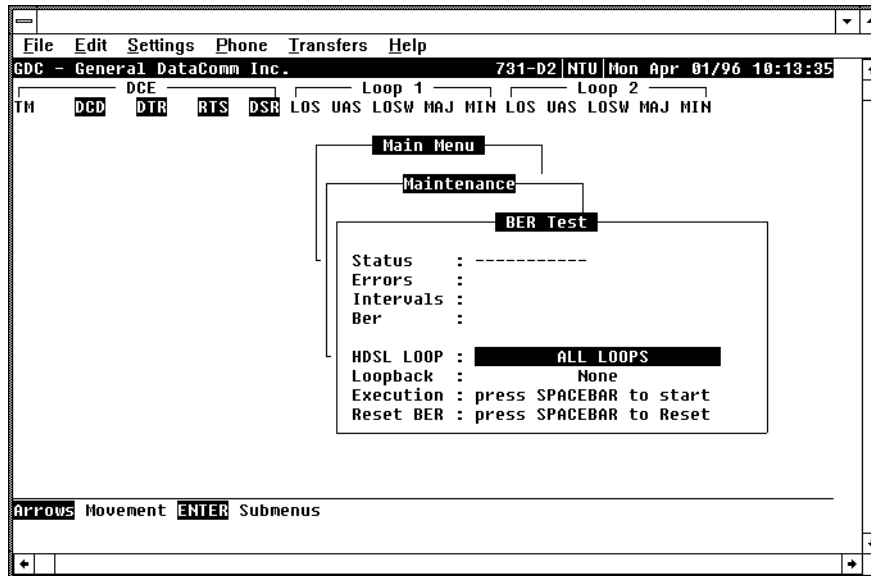 File Edit Settings Phone Transfers Help
GDC - General DataComm Inc. 731-D2|NTU|Mon Apr 01/96 10:13:35
DCE Loop 1 Loop 2
TM DCD DTR RTS DSR LOS UAS LOSW MAJ MIN LOS UAS LOSW MAJ MIN
Main Menu
Maintenance
BER Test
Status : -----------
Errors :
Intervals :
Ber :
HDSL LOOP : ALL LOOPS
Loopback : None
Execution : press SPACEBAR to start
Reset BER : press SPACEBAR to Reset
Arrows Movement ENTER Submenus